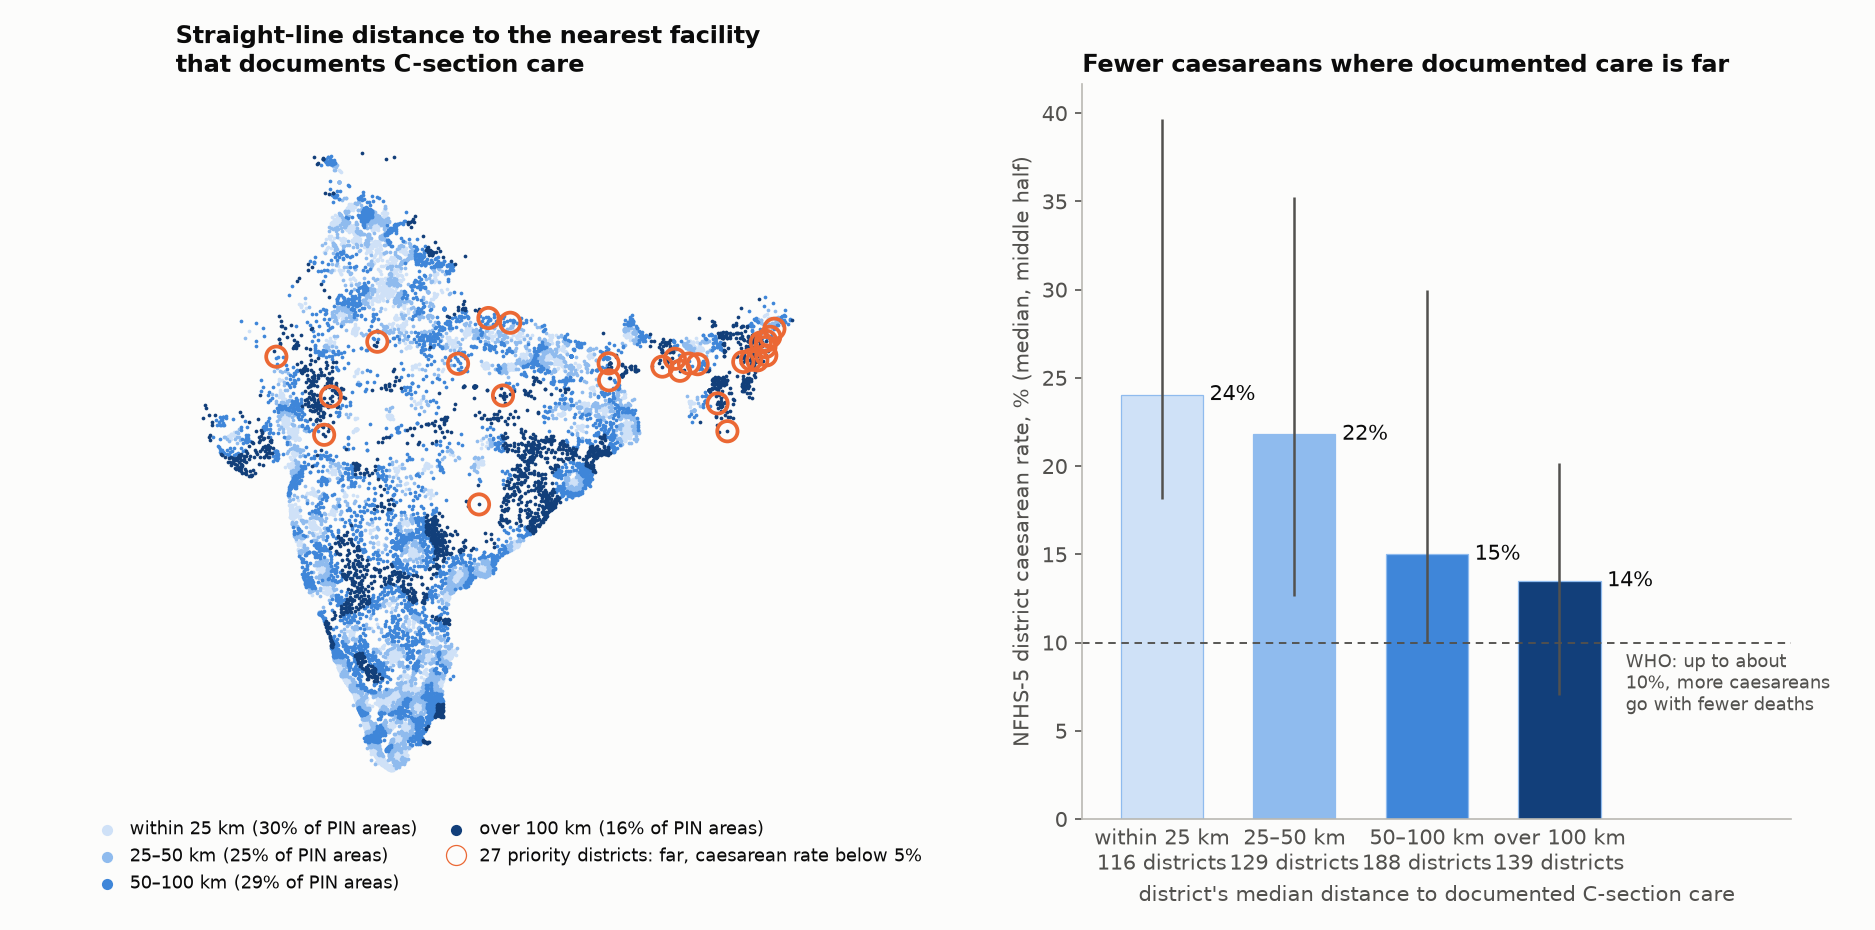 Straight-line distance to the nearest facility
that documents C-section care
within 25 km (30% of PIN areas)
25–50 km (25% of PIN areas)
50–100 km (29% of PIN areas)
over 100 km (16% of PIN areas)
27 priority districts: far, caesarean rate below 5%
Fewer caesareans where documented care is far
NFHS-5 district caesarean rate, % (median, middle half)
40
35
30
25
20
15
10
5
0
24%
22%
15%
14%
WHO: up to about
10%, more caesareans
go with fewer deaths
within 25 km
116 districts
25–50 km
129 districts
50–100 km
188 districts
over 100 km
139 districts
district's median distance to documented C-section care